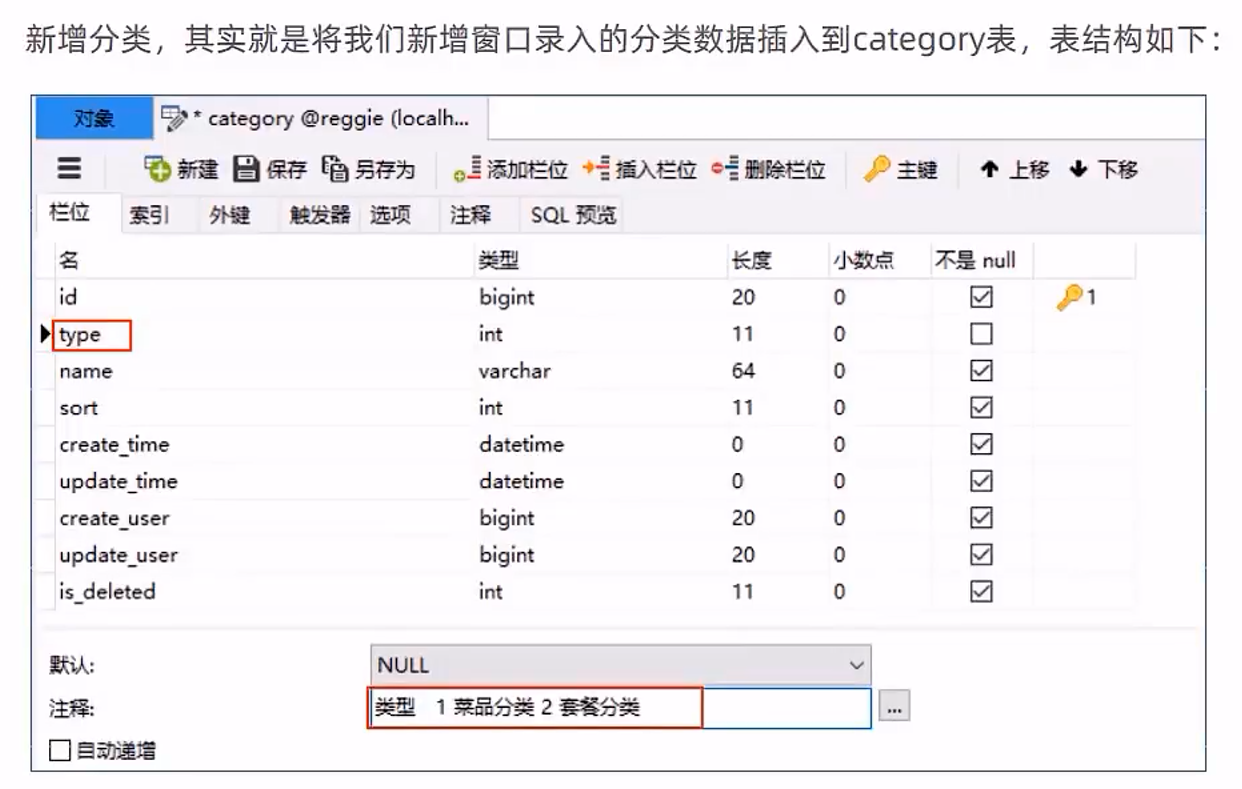 新增分类，其实就是将我们新增窗口录入的分类数据插入到category表，表结构如下：
对象 * category @reggie (localh...
新建 保存 另存为 添加栏位 插入栏位 删除栏位 主键 上移 下移
栏位 索引 外键 触发器 选项 注释 SQL 预览
名 类型 长度 小数点 不是 null
id bigint 20 0 1
type int 11 0
name varchar 64 0
sort int 11 0
create_time datetime 0 0
update_time datetime 0 0
create_user bigint 20 0
update_user bigint 20 0
is_deleted int 11 0
默认: NULL
注释: 类型 1 菜品分类 2 套餐分类 ...
自动递增